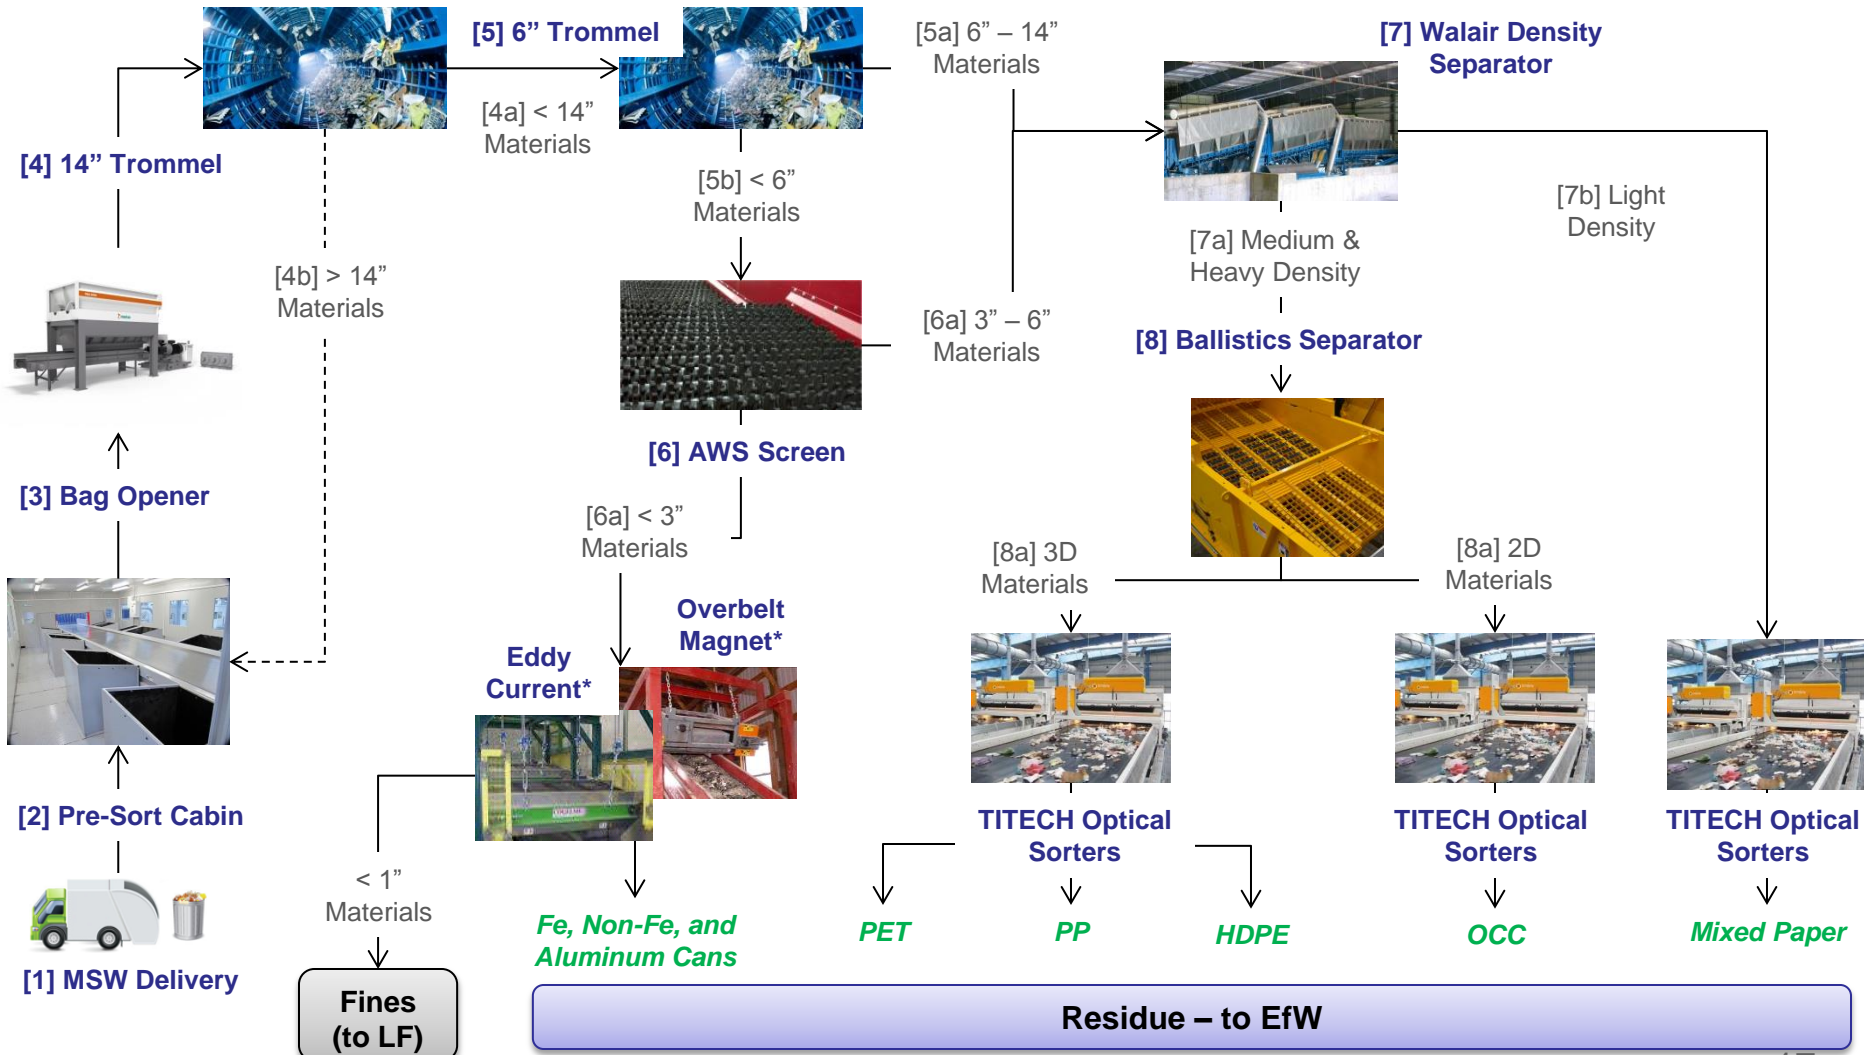 [5] 6” Trommel
[5a] 6” – 14”
Materials
[7] Walair Density
Separator
[4a] < 14”
Materials
[4] 14” Trommel
[5b] < 6”
Materials
[7b] Light
Density
[7a] Medium &
Heavy Density
[4b] > 14”
Materials
[6a] 3” – 6”
Materials
[8] Ballistics Separator
[6] AWS Screen
[3] Bag Opener
[6a] < 3”
Materials
[8a] 3D
Materials
[8a] 2D
Materials
Overbelt
Magnet*
Eddy
Current*
[2] Pre-Sort Cabin
TITECH Optical
Sorters
TITECH Optical
Sorters
TITECH Optical
Sorters
< 1”
Materials
Fe, Non-Fe, and
Aluminum Cans
PET
PP
HDPE
OCC
Mixed Paper
[1] MSW Delivery
Fines
(to LF)
Residue – to EfW